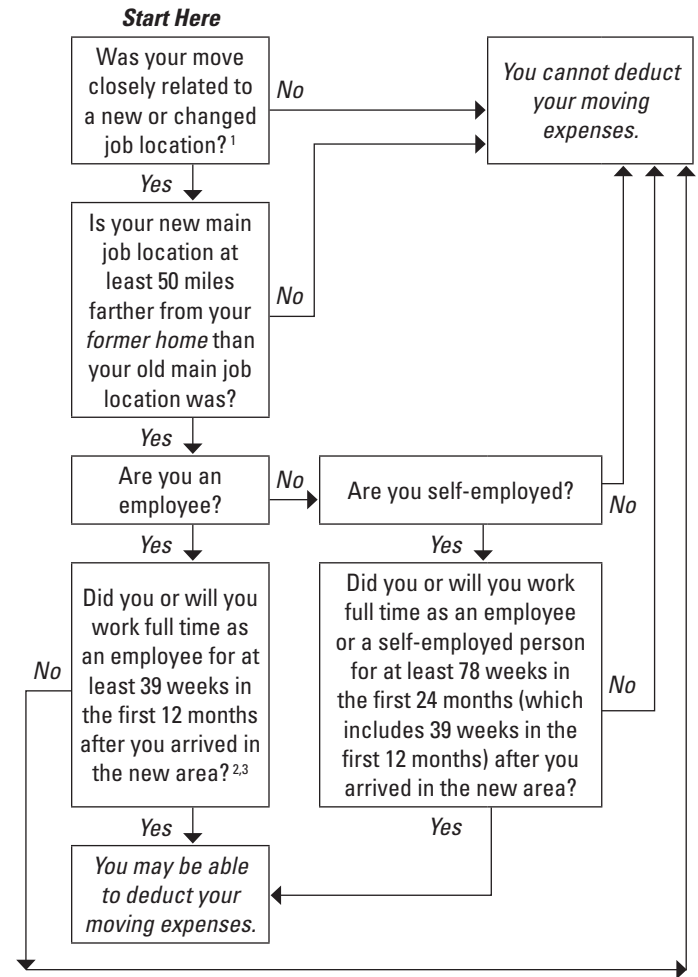 Start Here
Was your move
closely related to
a new or changed
job location? 1
No
You cannot deduct
your moving
expenses.
Yes
Is your new main
job location at
least 50 miles
farther from your
former home than
your old main job
location was?
No
Yes
Are you an
employee?
No
Are you self-employed?
No
Yes
Yes
Did you or will you
work full time as
an employee for at
least 39 weeks in
the first 12 months
after you arrived in
the new area? 2,3
No
Did you or will you work
full time as an employee
or a self-employed person
for at least 78 weeks in
the first 24 months (which
includes 39 weeks in the
first 12 months) after you
arrived in the new area?
No
Yes
Yes
You may be able
to deduct your
moving expenses.